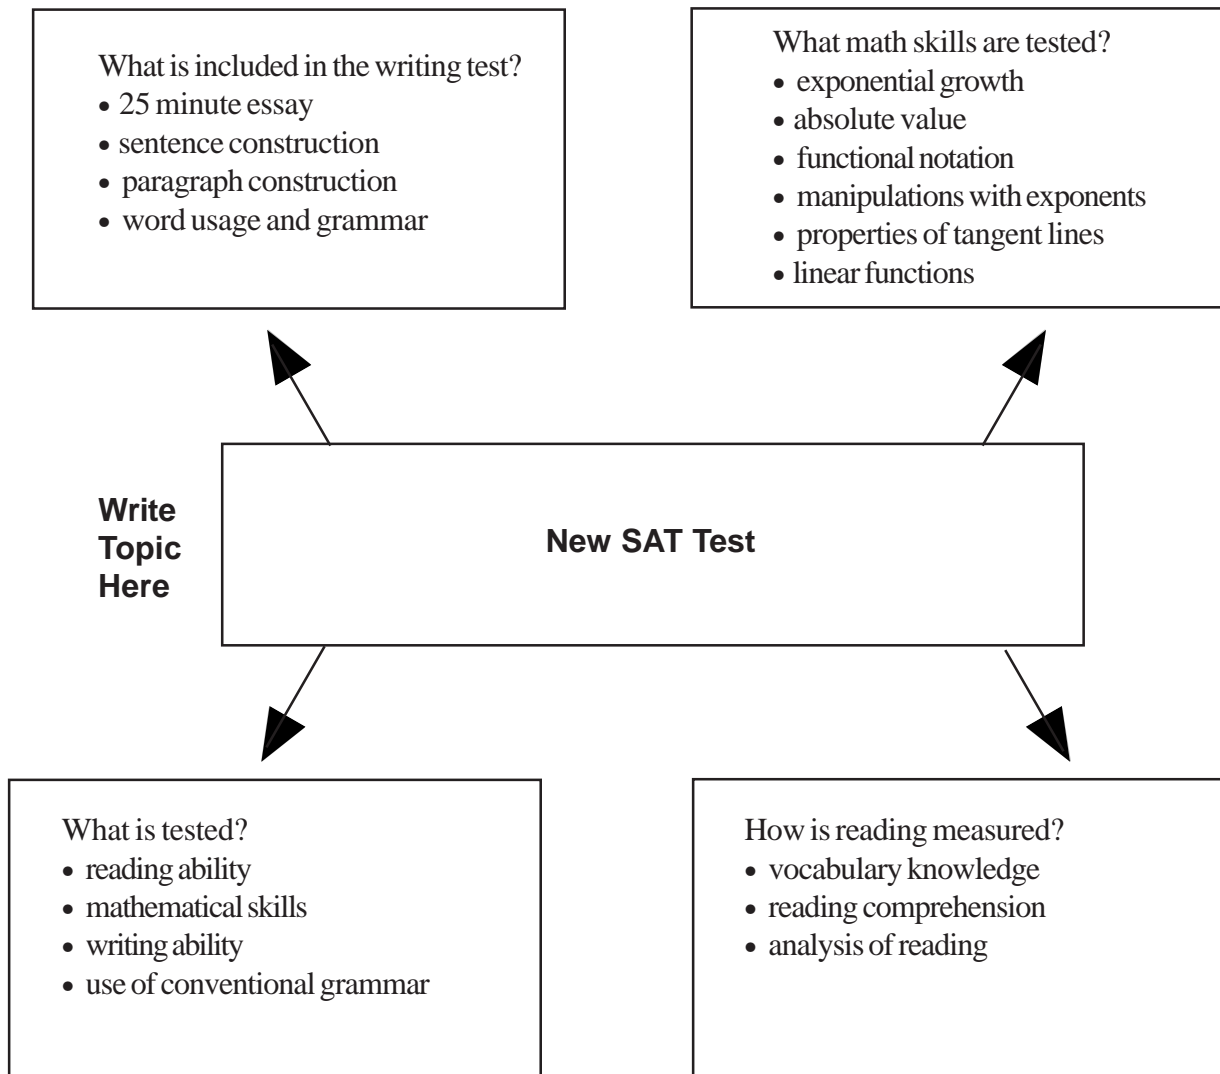 What is included in the writing test?
• 25 minute essay
• sentence construction
• paragraph construction
• word usage and grammar
What math skills are tested?
• exponential growth
• absolute value
• functional notation
• manipulations with exponents
• properties of tangent lines
• linear functions
Write
Topic
Here
New SAT Test
What is tested?
• reading ability
• mathematical skills
• writing ability
• use of conventional grammar
How is reading measured?
• vocabulary knowledge
• reading comprehension
• analysis of reading